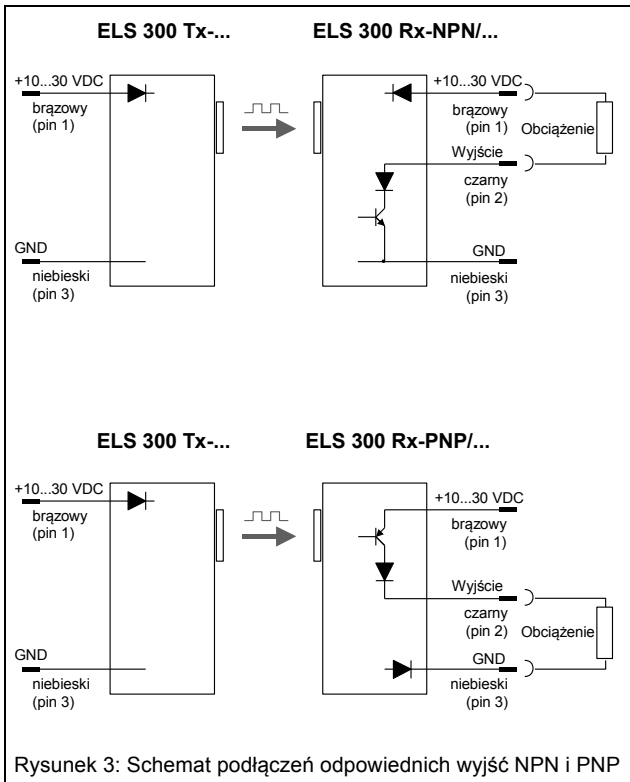 ELS 300 Tx-...
ELS 300 Rx-NPN/...
+10...30 VDC
brązowy
(pin 1)
GND
niebieski
(pin 3)
+10...30 VDC
brązowy
(pin 1)
Obciążenie
Wyjście
czarny
(pin 2)
GND
niebieski
(pin 3)
ELS 300 Tx-...
ELS 300 Rx-PNP/...
+10...30 VDC
brązowy
(pin 1)
GND
niebieski
(pin 3)
+10...30 VDC
brązowy
(pin 1)
Wyjście
czarny
(pin 2)
Obciążenie
GND
niebieski
(pin 3)
Rysunek 3: Schemat podłączeń odpowiednich wyjść NPN i PNP